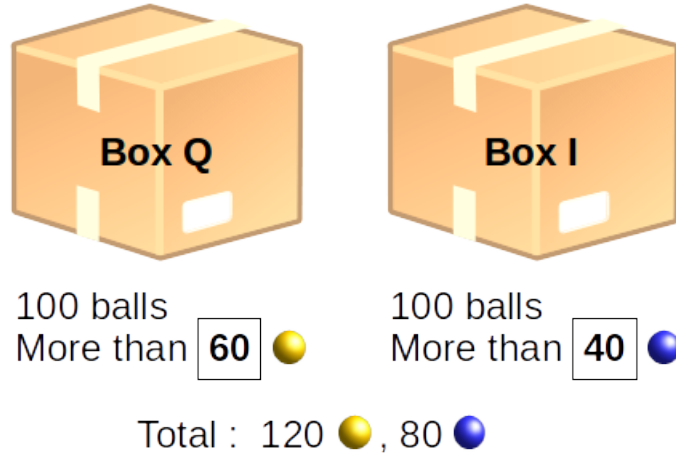 Box Q
Box I
100 balls
More than 60
100 balls
More than 40
Total : 120 , 80